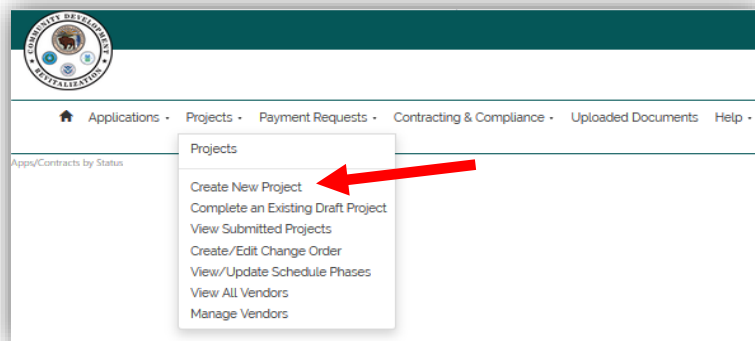 COMMUNITY DEVELOPMENT
REVITALIZATION
Applications Projects Payment Requests Contracting & Compliance Uploaded Documents Help
Projects
Apps/Contracts by Status
Create New Project
Complete an Existing Draft Project
View Submitted Projects
Create/Edit Change Order
View/Update Schedule Phases
View All Vendors
Manage Vendors